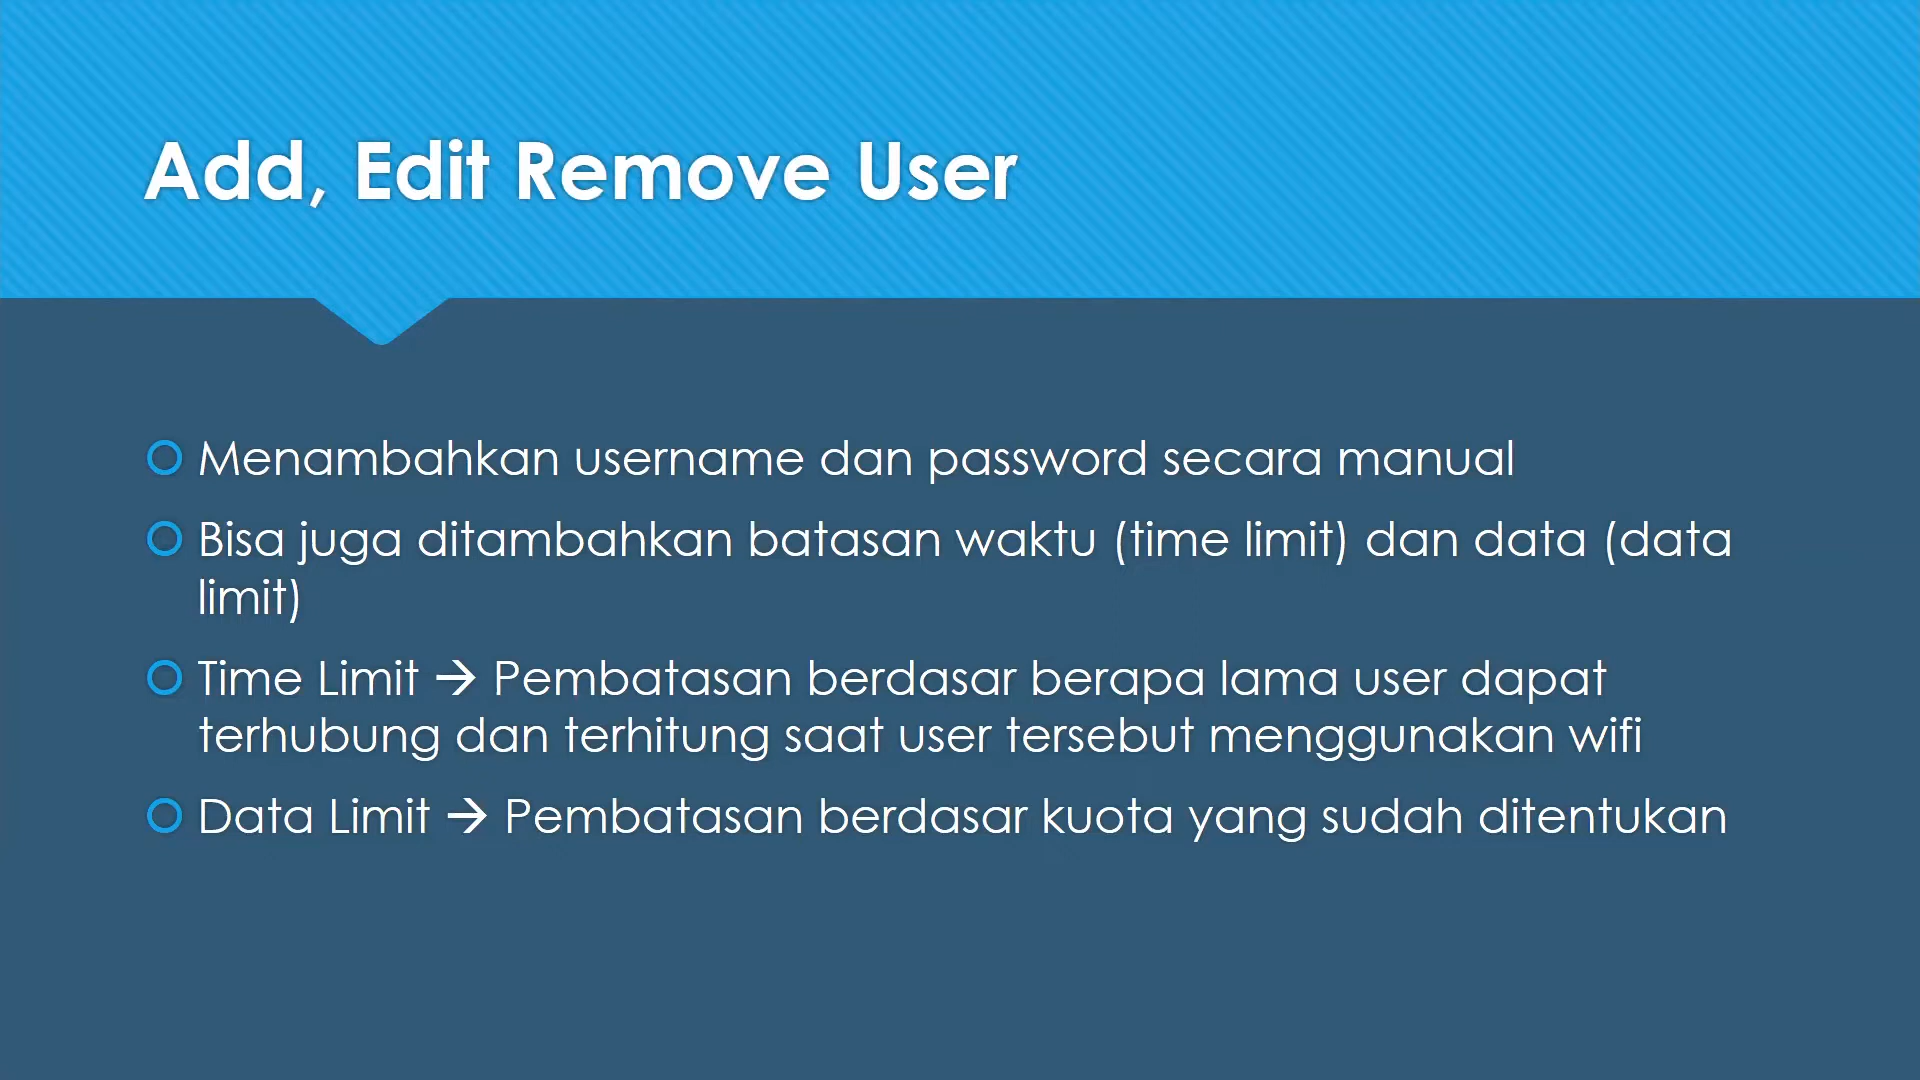 Add, Edit Remove User
Menambahkan username dan password secara manual
Bisa juga ditambahkan batasan waktu (time limit) dan data (data
limit)
Time Limit → Pembatasan berdasar berapa lama user dapat
terhubung dan terhitung saat user tersebut menggunakan wifi
Data Limit → Pembatasan berdasar kuota yang sudah ditentukan